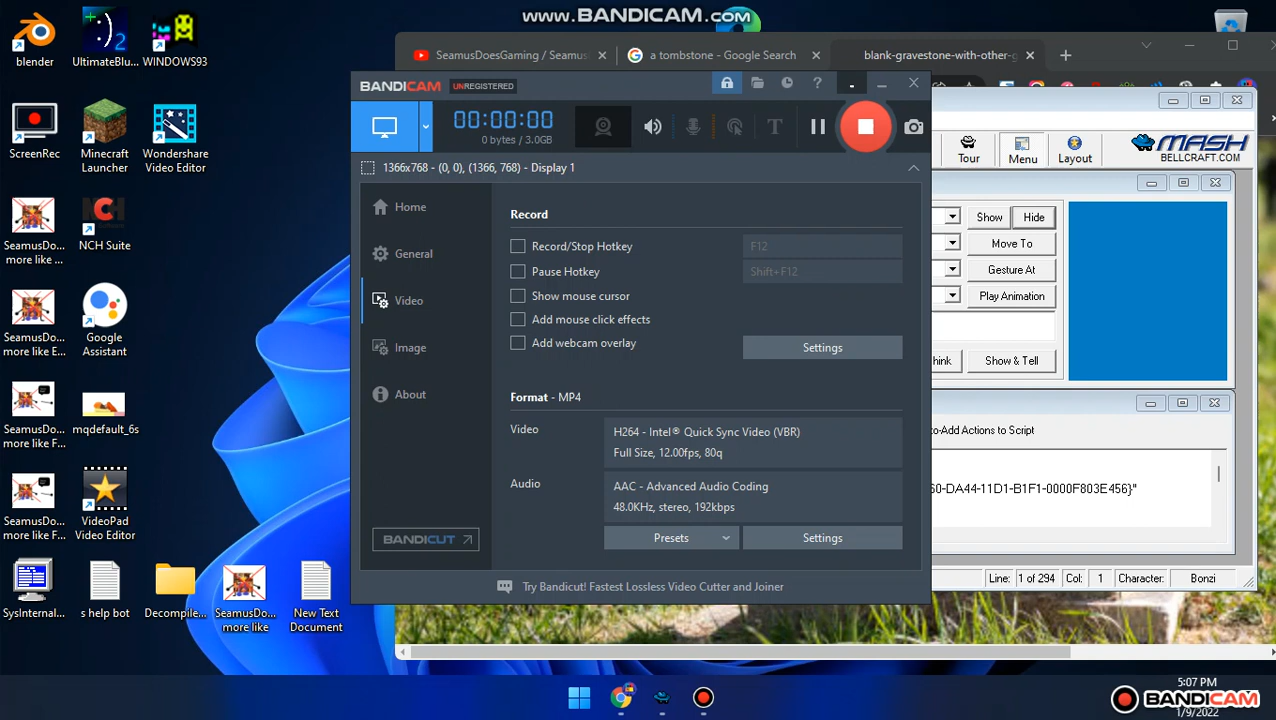 www.BANDICAM.com
blender
UltimateBlu...
WINDOWS93
ScreenRec
Minecraft
Launcher
Wondershare
Video Editor
SeamusDo...
more like ...
NCH Suite
SeamusDo...
more like E...
Google
Assistant
SeamusDo...
more like F...
mqdefault_6s
SeamusDo...
more like F...
VideoPad
Video Editor
SysInternal...
s help bot
Decompile...
SeamusDo...
more like
New Text
Document
SeamusDoesGaming / Seamus
a tombstone - Google Search
blank-gravestone-with-other-g
BANDICAM
UNREGISTERED
00:00:00
0 bytes / 3.0GB
1366x768 - (0, 0), (1366, 768) - Display 1
Home
General
Video
Image
About
BANDICUT
Record
Record/Stop Hotkey
F12
Pause Hotkey
Shift+F12
Show mouse cursor
Add mouse click effects
Add webcam overlay
Settings
Format - MP4
Video
H264 - Intel® Quick Sync Video (VBR)
Full Size, 12.00fps, 80q
Audio
AAC - Advanced Audio Coding
48.0KHz, stereo, 192kbps
Presets
Settings
Try Bandicut! Fastest Lossless Video Cutter and Joiner
Tour
Menu
Layout
MASH
BELLCRAFT.COM
Show
Hide
Move To
Gesture At
Play Animation
hink
Show & Tell
o-Add Actions to Script
60-DA44-11D1-B1F1-0000F803E456}"
Line:
1 of 294
Col:
1
Character:
Bonzi
5:07 PM
1/9/2022
BANDICAM